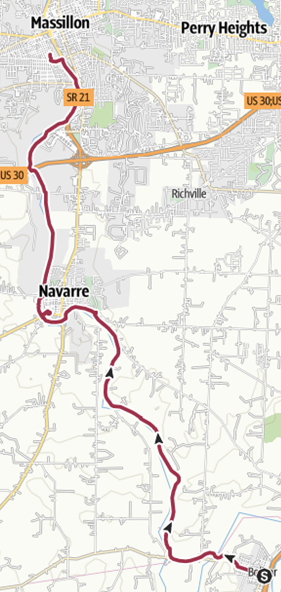 Massillon
Perry Heights
SR 21
US 30;US
US 30
Richville
Navarre
S